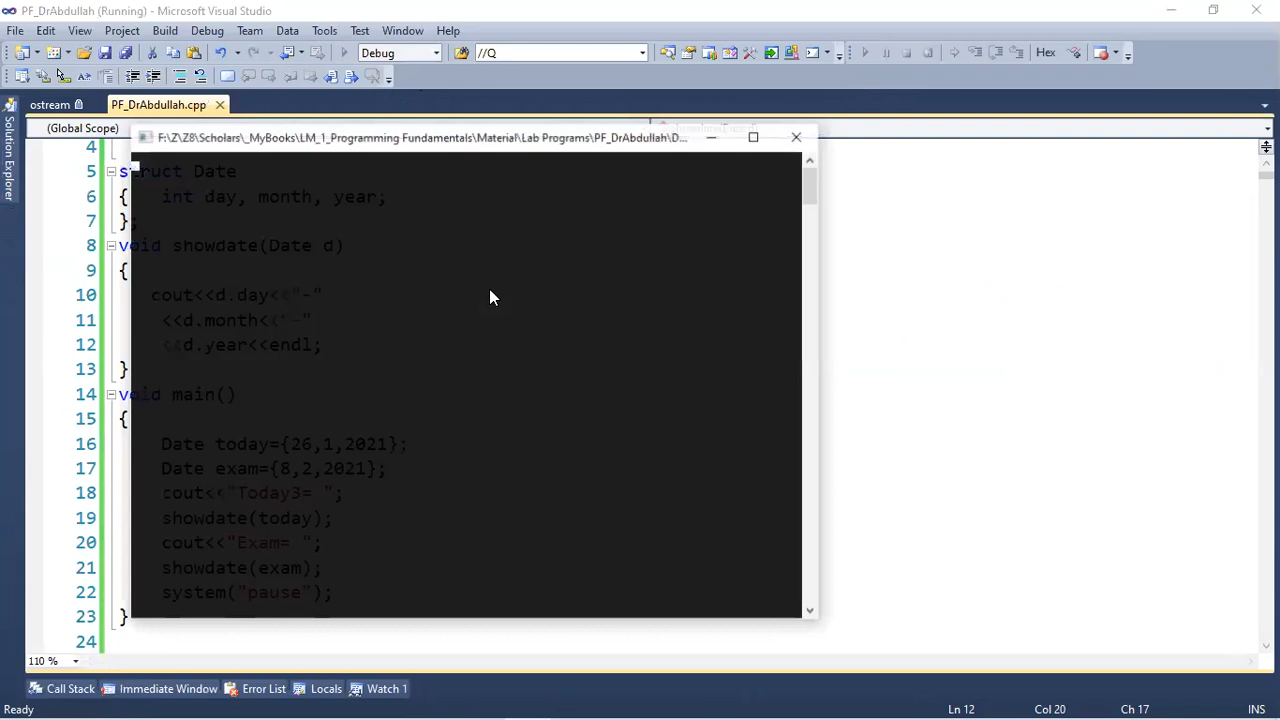 PF_DrAbdullah (Running) - Microsoft Visual Studio
File Edit View Project Build Debug Team Data Tools Test Window Help
Debug //Q Hex
ostream PF_DrAbdullah.cpp
(Global Scope)
F:\Z\Z8\Scholars\_MyBooks\LM_1_Programming Fundamentals\Material\Lab Programs\PF_DrAbdullah\D...
4
5 struct Date
6 { int day, month, year;
7 };
8 void showdate(Date d)
9 {
10 cout<<d.day<<"-"
11 <<d.month<<"-"
12 <<d.year<<endl;
13 }
14 void main()
15 {
16 Date today={26,1,2021};
17 Date exam={8,2,2021};
18 cout<<"Today3= ";
19 showdate(today);
20 cout<<"Exam= ";
21 showdate(exam);
22 system("pause");
23 }
24
110 %
Call Stack Immediate Window Error List Locals Watch 1
Ready Ln 12 Col 20 Ch 17 INS
Solution Explorer